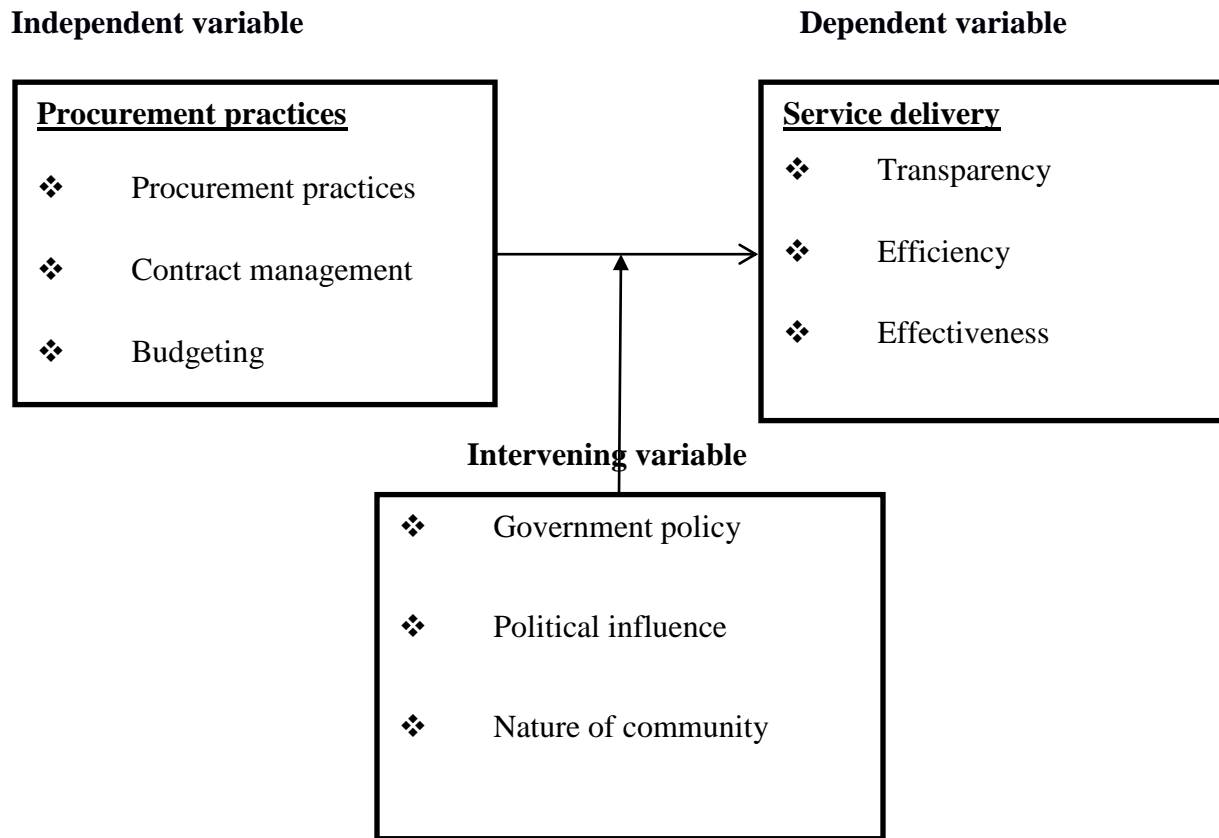 Independent variable
Dependent variable
Procurement practices
❖ Procurement practices
❖ Contract management
❖ Budgeting
Service delivery
❖ Transparency
❖ Efficiency
❖ Effectiveness
Intervening variable
❖ Government policy
❖ Political influence
❖ Nature of community